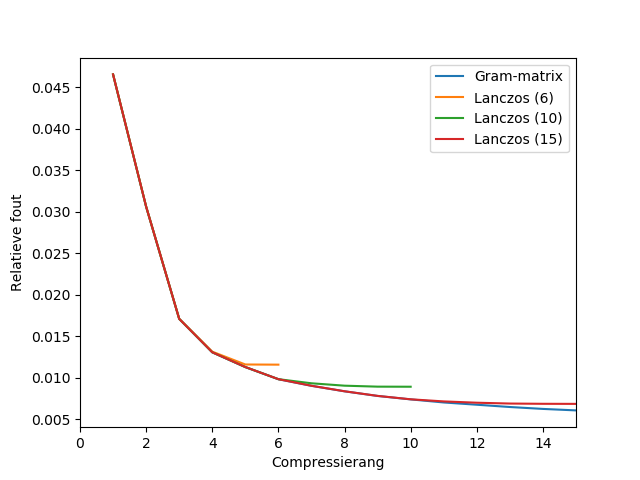 0.045
0.040
0.035
0.030
0.025
0.020
0.015
0.010
0.005
Relatieve fout
0 2 4 6 8 10 12 14
Compressierang
Gram-matrix
Lanczos (6)
Lanczos (10)
Lanczos (15)